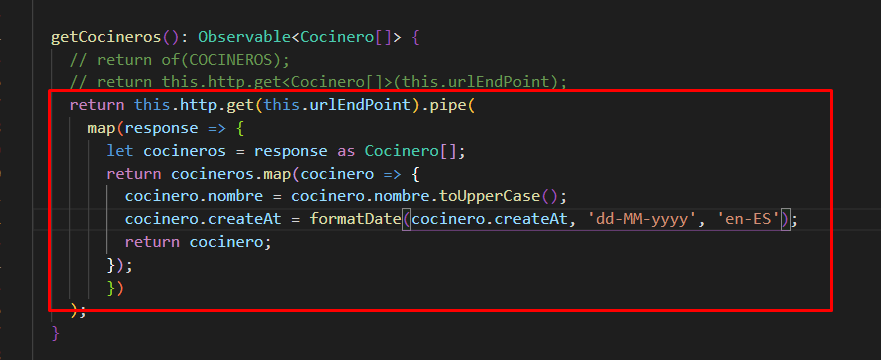 getCocineros(): Observable<Cocinero[]> {
// return of(COCINEROS);
// return this.http.get<Cocinero[]>(this.urlEndPoint);
return this.http.get(this.urlEndPoint).pipe(
map(response => {
let cocineros = response as Cocinero[];
return cocineros.map(cocinero => {
cocinero.nombre = cocinero.nombre.toUpperCase();
cocinero.createAt = formatDate(cocinero.createAt, 'dd-MM-yyyy', 'en-ES');
return cocinero;
});
})
);
}